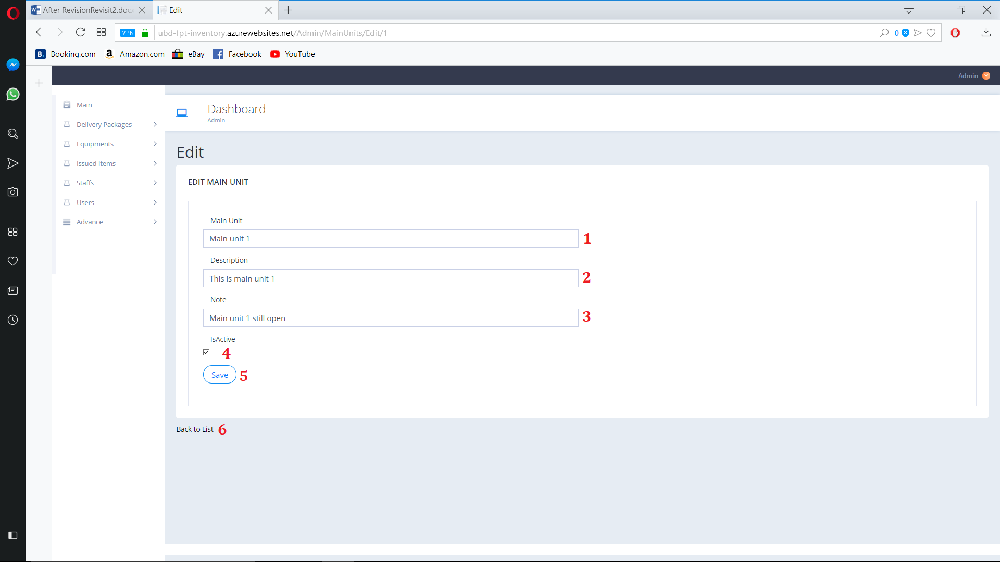 After RevisionRevisit2.docx
Edit
VPN
ubd-fpt-inventory.azurewebsites.net/Admin/MainUnits/Edit/1
0
B. Booking.com
a Amazon.com
eBay
Facebook
YouTube
Admin
Main
Delivery Packages
Equipments
Issued Items
Staffs
Users
Advance
Dashboard
Admin
Edit
EDIT MAIN UNIT
Main Unit
Main unit 1
1
Description
This is main unit 1
2
Note
Main unit 1 still open
3
IsActive
4
Save
5
Back to List
6